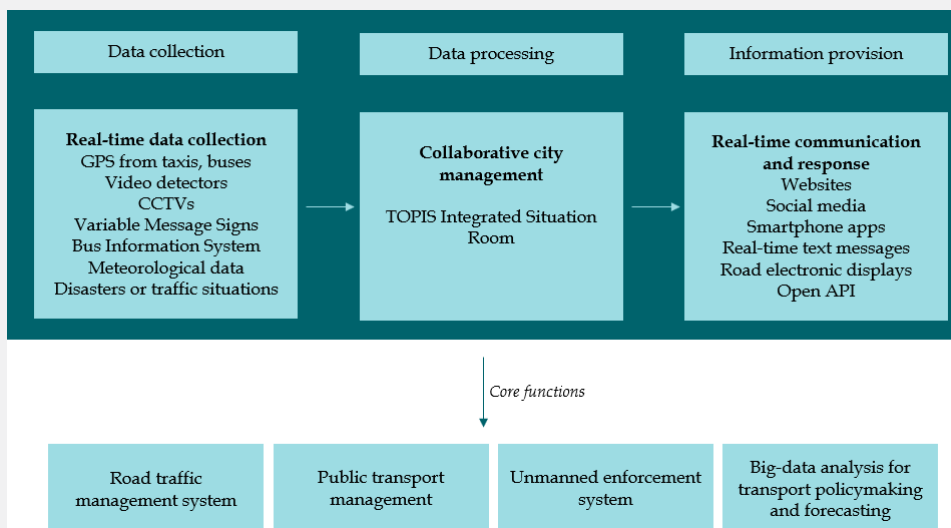 Data collection
Data processing
Information provision
Real-time data collection
GPS from taxis, buses
Video detectors
CCTVs
Variable Message Signs
Bus Information System
Meteorological data
Disasters or traffic situations
Collaborative city
management
TOPIS Integrated Situation
Room
Real-time communication
and response
Websites
Social media
Smartphone apps
Real-time text messages
Road electronic displays
Open API
Core functions
Road traffic
management system
Public transport
management
Unmanned enforcement
system
Big-data analysis for
transport policymaking
and forecasting